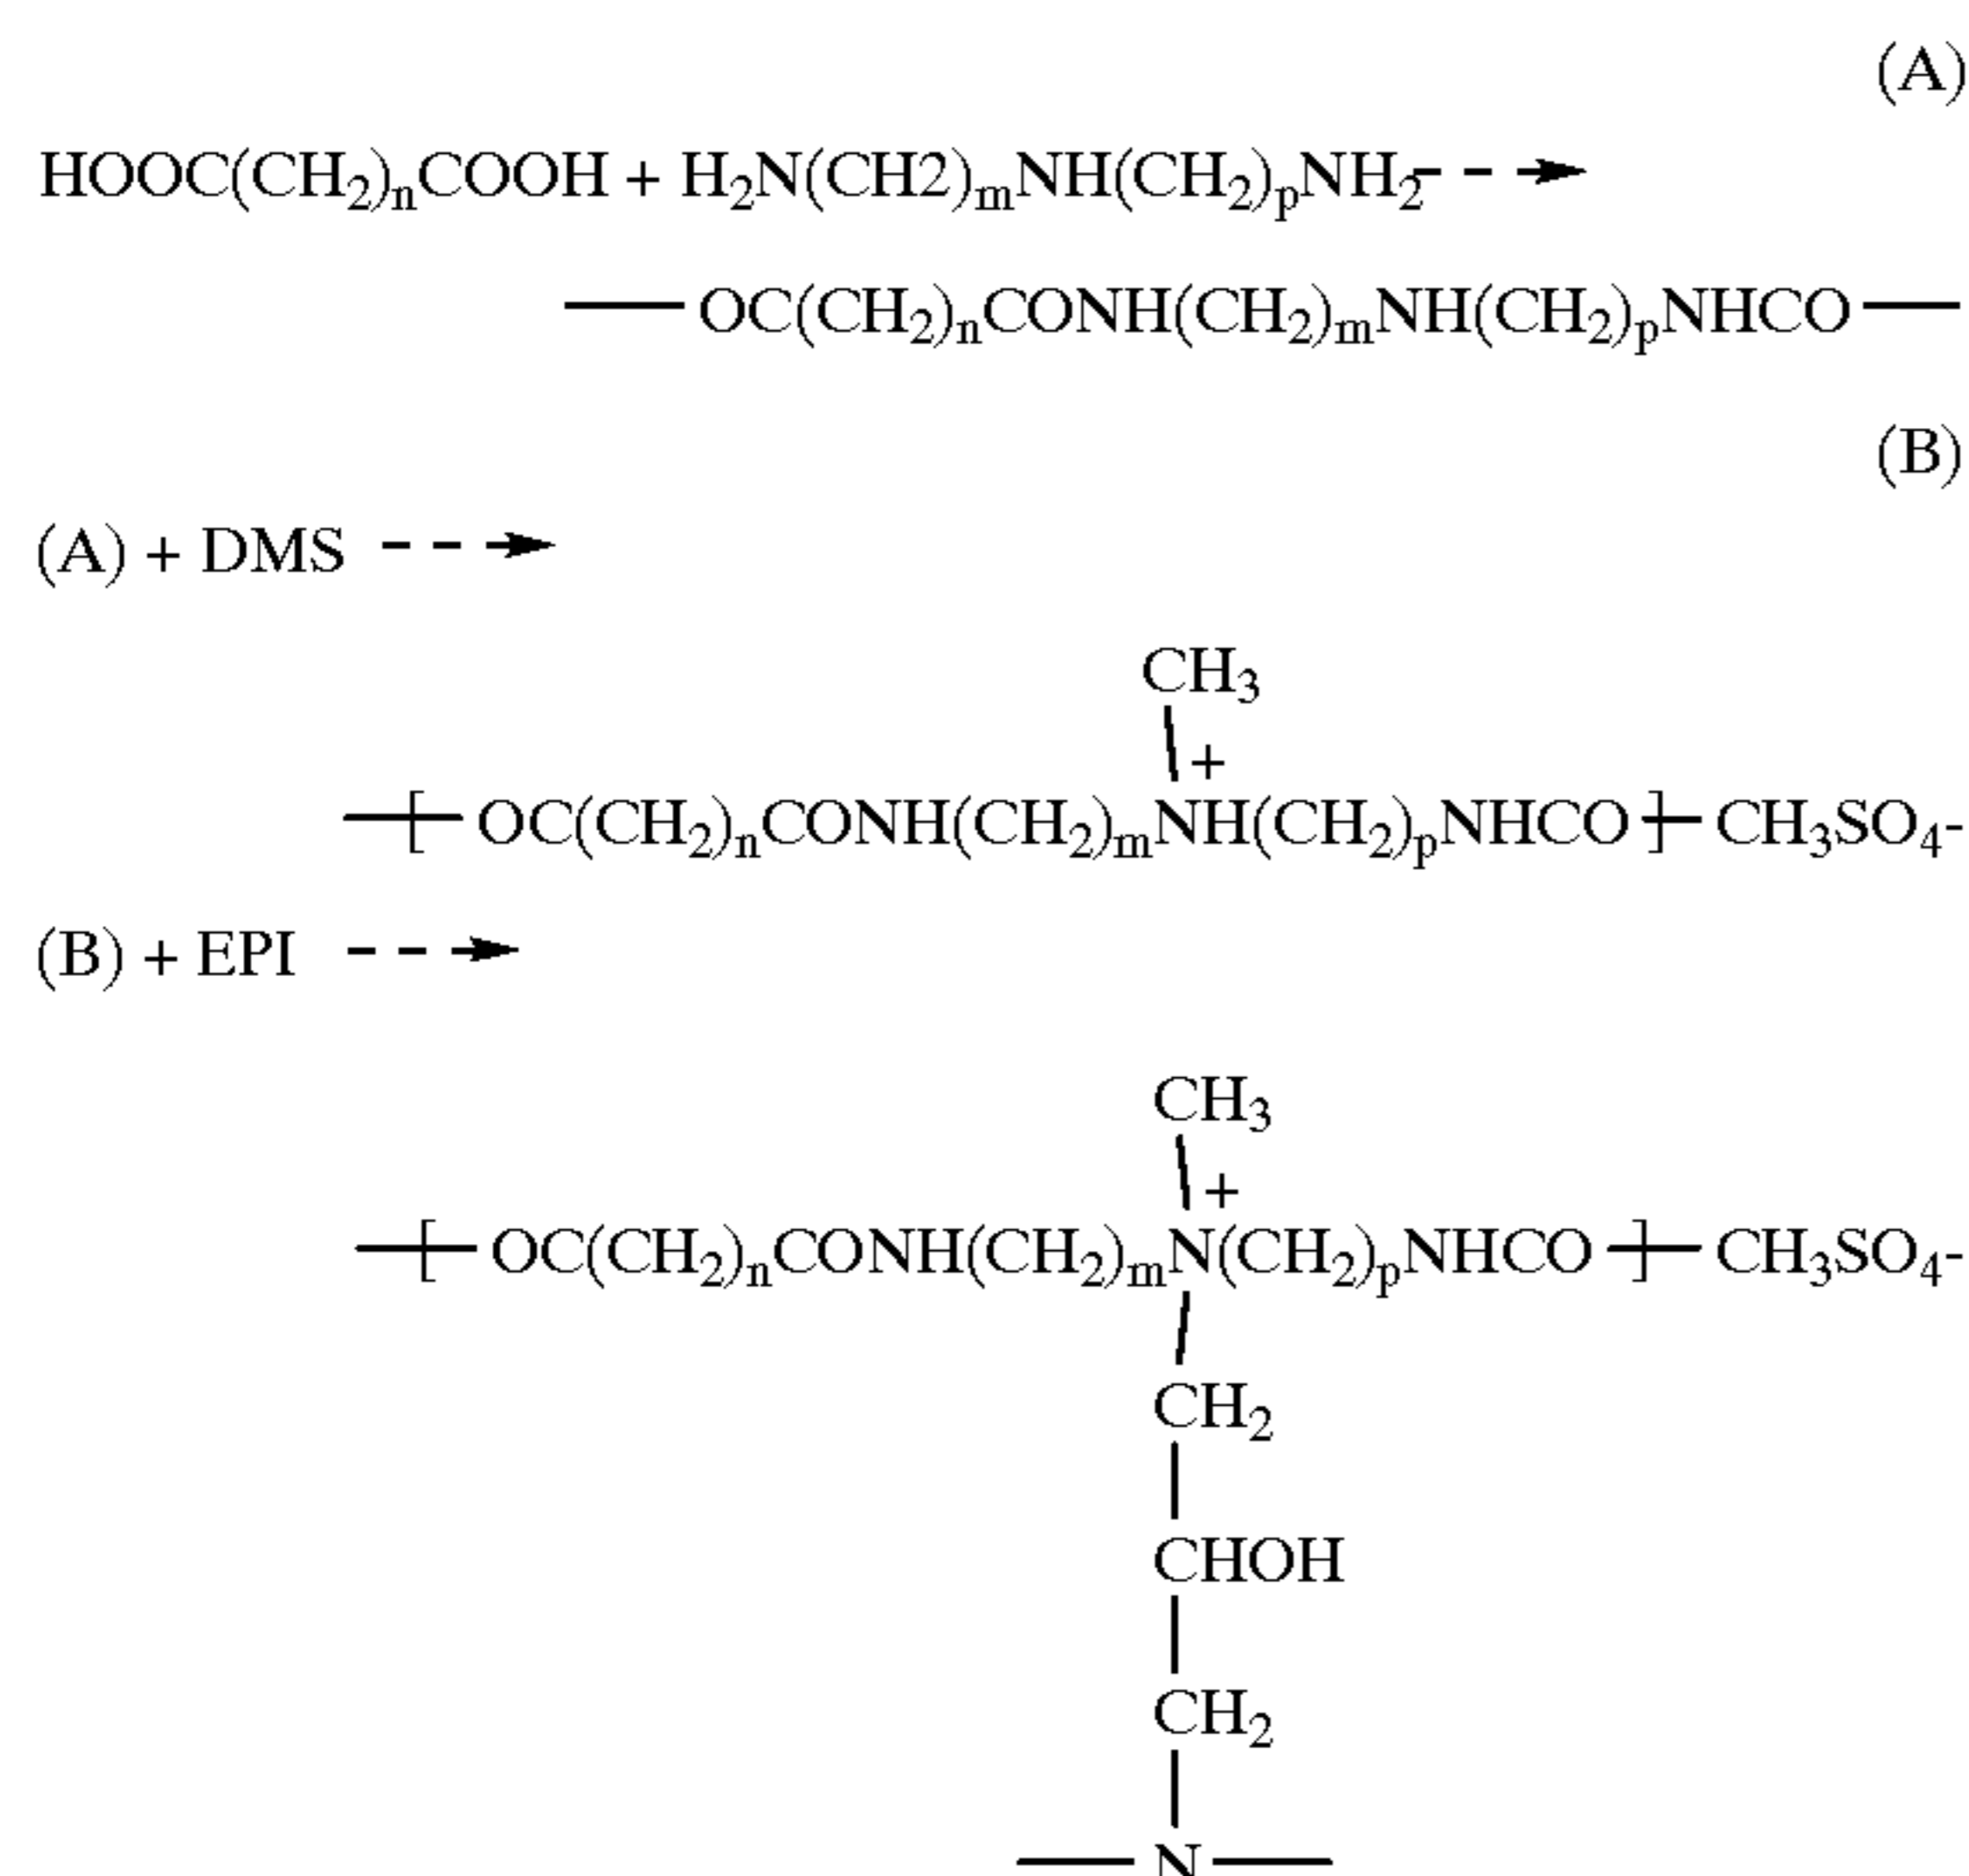 (A)
HOOC(CH₂)ₙCOOH + H₂N(CH2)ₘNH(CH₂)ₚNH₂
OC(CH₂)ₙCONH(CH₂)ₘNH(CH₂)ₚNHCO
(B)
(A) + DMS
CH₃
+
[ OC(CH₂)ₙCONH(CH₂)ₘNH(CH₂)ₚNHCO ] CH₃SO₄-
(B) + EPI
CH₃
+
[ OC(CH₂)ₙCONH(CH₂)ₘN(CH₂)ₚNHCO ] CH₃SO₄-
CH₂
CHOH
CH₂
N